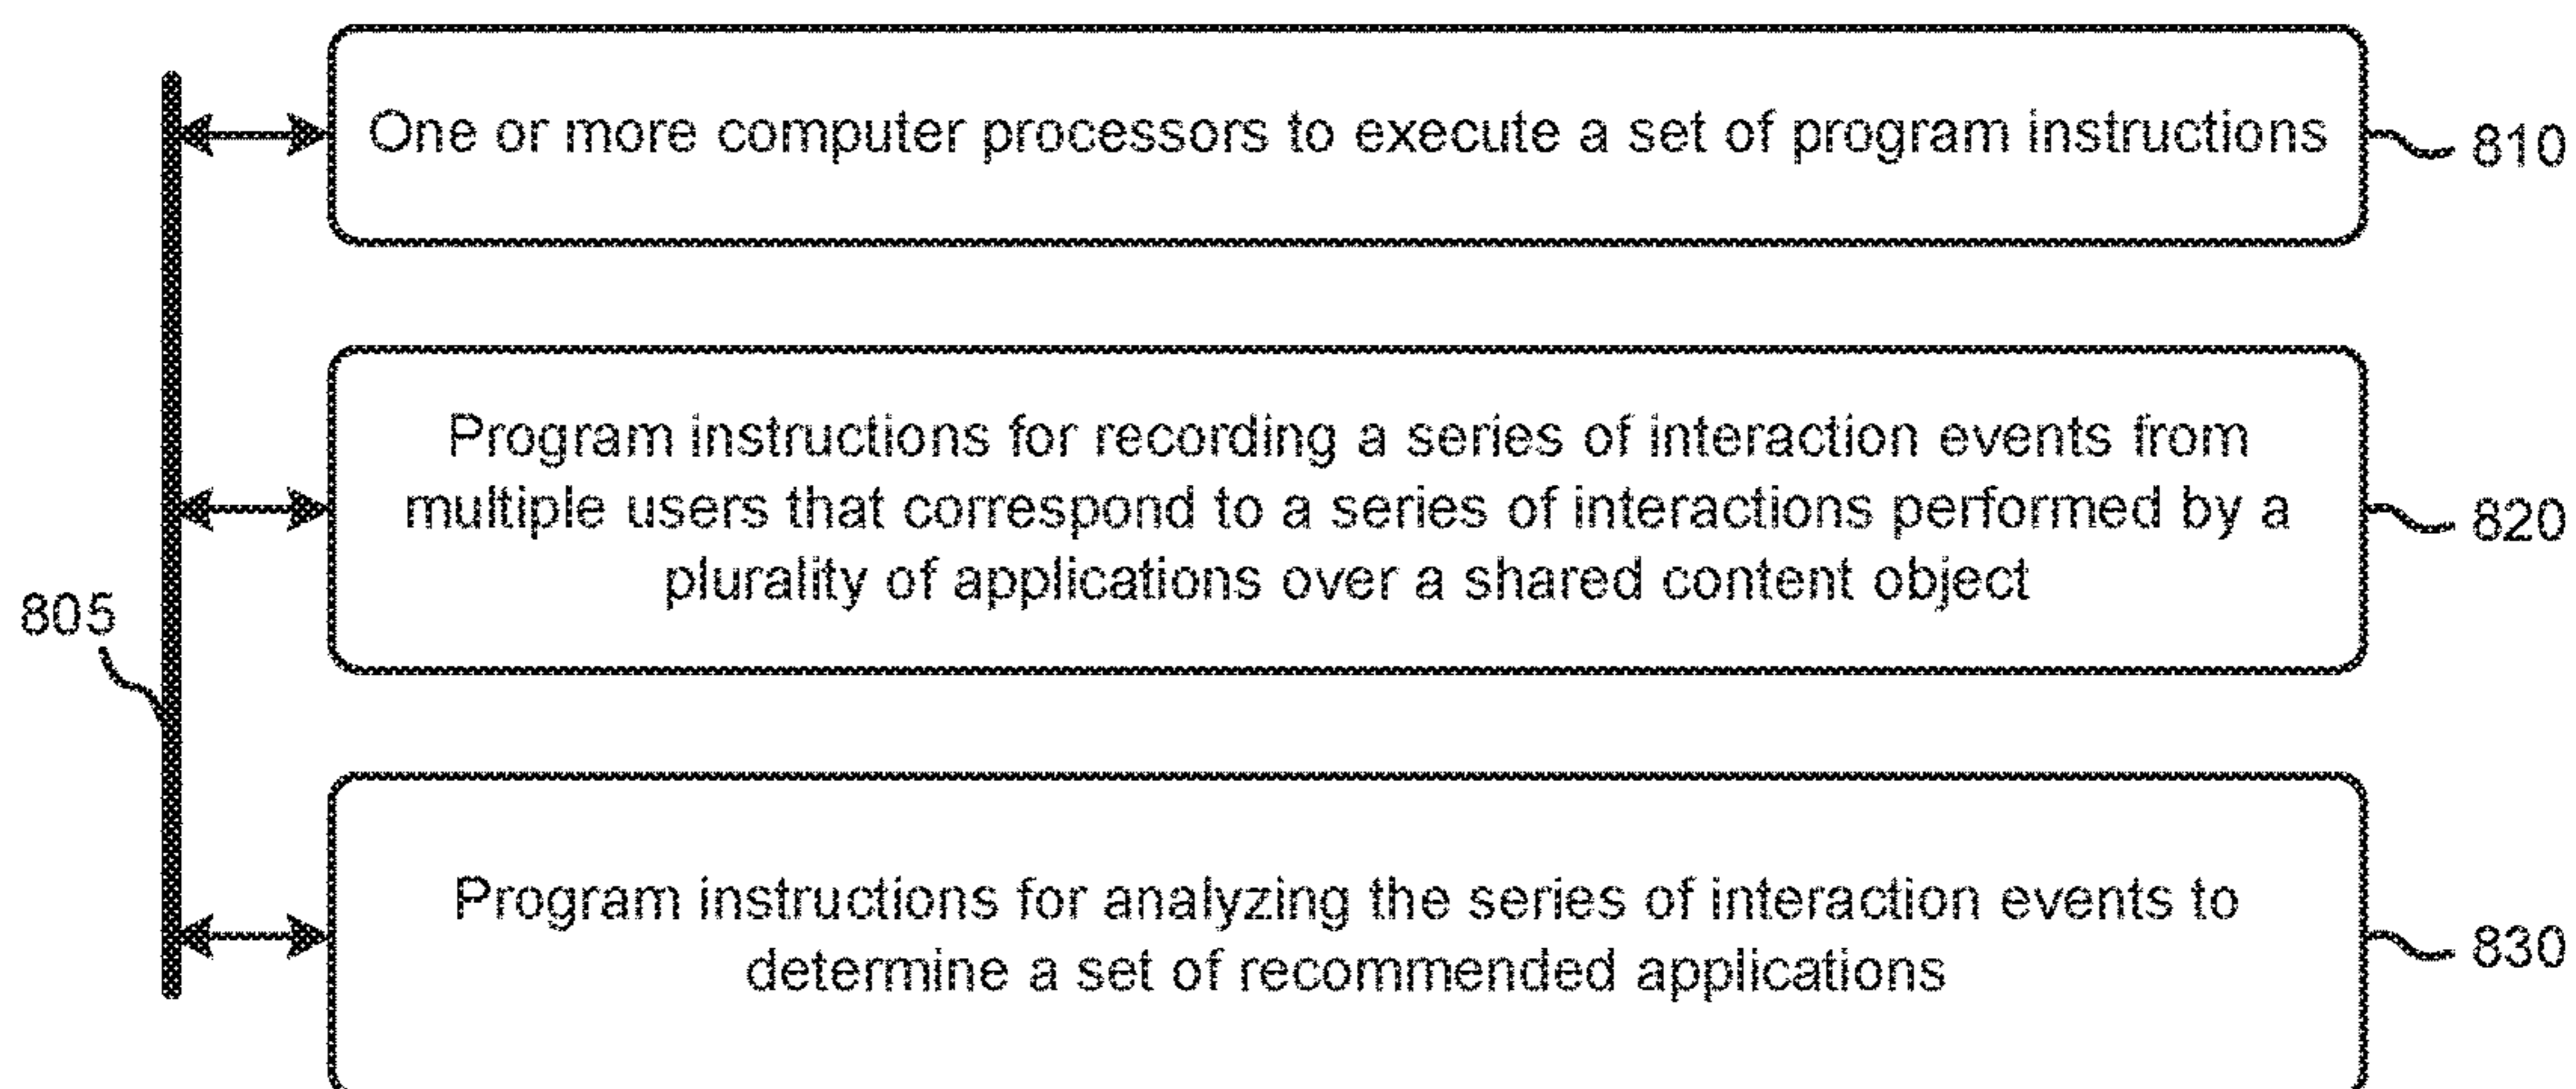 One or more computer processors to execute a set of program instructions
810
Program instructions for recording a series of interaction events from
multiple users that correspond to a series of interactions performed by a
plurality of applications over a shared content object
820
805
Program instructions for analyzing the series of interaction events to
determine a set of recommended applications
830